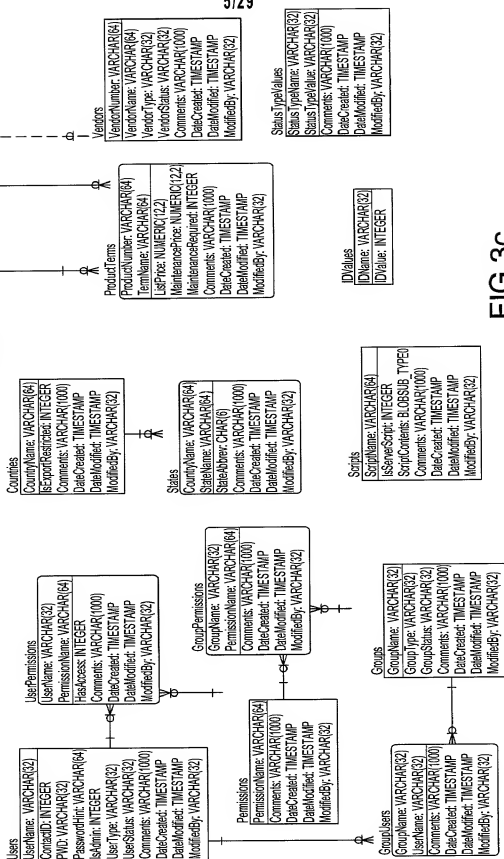 5/29
Users
UserName: VARCHAR(32)
ContactID: INTEGER
PWD: VARCHAR(32)
PasswordHint: VARCHAR(64)
IsAdmin: INTEGER
UserType: VARCHAR(32)
UserStatus: VARCHAR(32)
Comments: VARCHAR(1000)
DateCreated: TIMESTAMP
DateModified: TIMESTAMP
ModifiedBy: VARCHAR(32)
UserPermissions
UserName: VARCHAR(32)
PermissionName: VARCHAR(64)
HasAccess: INTEGER
Comments: VARCHAR(1000)
DateCreated: TIMESTAMP
DateModified: TIMESTAMP
ModifiedBy: VARCHAR(32)
Countries
CountyName: VARCHAR(64)
IsExportRestricted: INTEGER
Comments: VARCHAR(1000)
DateCreated: TIMESTAMP
DateModified: TIMESTAMP
ModifiedBy: VARCHAR(32)
ProductTerms
ProductNumber: VARCHAR(64)
TermName: VARCHAR(64)
ListPrice: NUMERIC(12,2)
MaintenancePrice: NUMERIC(12,2)
MaintenanceRequired: INTEGER
Comments: VARCHAR(1000)
DateCreated: TIMESTAMP
DateModified: TIMESTAMP
ModifiedBy: VARCHAR(32)
Vendors
VendorNumber: VARCHAR(64)
VendorName: VARCHAR(64)
VendorType: VARCHAR(32)
VendorStatus: VARCHAR(32)
Comments: VARCHAR(1000)
DateCreated: TIMESTAMP
DateModified: TIMESTAMP
ModifiedBy: VARCHAR(32)
Permissions
PermissionName: VARCHAR(64)
Comments: VARCHAR(1000)
DateCreated: TIMESTAMP
DateModified: TIMESTAMP
ModifiedBy: VARCHAR(32)
GroupPermissions
GroupName: VARCHAR(32)
PermissionName: VARCHAR(64)
Comments: VARCHAR(1000)
DateCreated: TIMESTAMP
DateModified: TIMESTAMP
ModifiedBy: VARCHAR(32)
States
CountryName: VARCHAR(64)
StateName: VARCHAR(64)
StateAbbrev: CHAR(6)
Comments: VARCHAR(1000)
DateCreated: TIMESTAMP
DateModified: TIMESTAMP
ModifiedBy: VARCHAR(32)
StatusTypeValues
StatusTypeName: VARCHAR(32)
StatusTypeValue: VARCHAR(32)
Comments: VARCHAR(1000)
DateCreated: TIMESTAMP
DateModified: TIMESTAMP
ModifiedBy: VARCHAR(32)
GroupUsers
GroupName: VARCHAR(32)
UserName: VARCHAR(32)
Comments: VARCHAR(1000)
DateCreated: TIMESTAMP
DateModified: TIMESTAMP
ModifiedBy: VARCHAR(32)
Groups
GroupName: VARCHAR(32)
GroupType: VARCHAR(32)
GroupStatus: VARCHAR(32)
Comments: VARCHAR(1000)
DateCreated: TIMESTAMP
DateModified: TIMESTAMP
ModifiedBy: VARCHAR(32)
Scripts
ScriptName: VARCHAR(64)
IsServerScript: INTEGER
ScriptContents: BLOBSUB_TYPE0
Comments: VARCHAR(1000)
DateCreated: TIMESTAMP
DateModified: TIMESTAMP
ModifiedBy: VARCHAR(32)
IDValues
IDName: VARCHAR(32)
IDValue: INTEGER
FIG. 3C